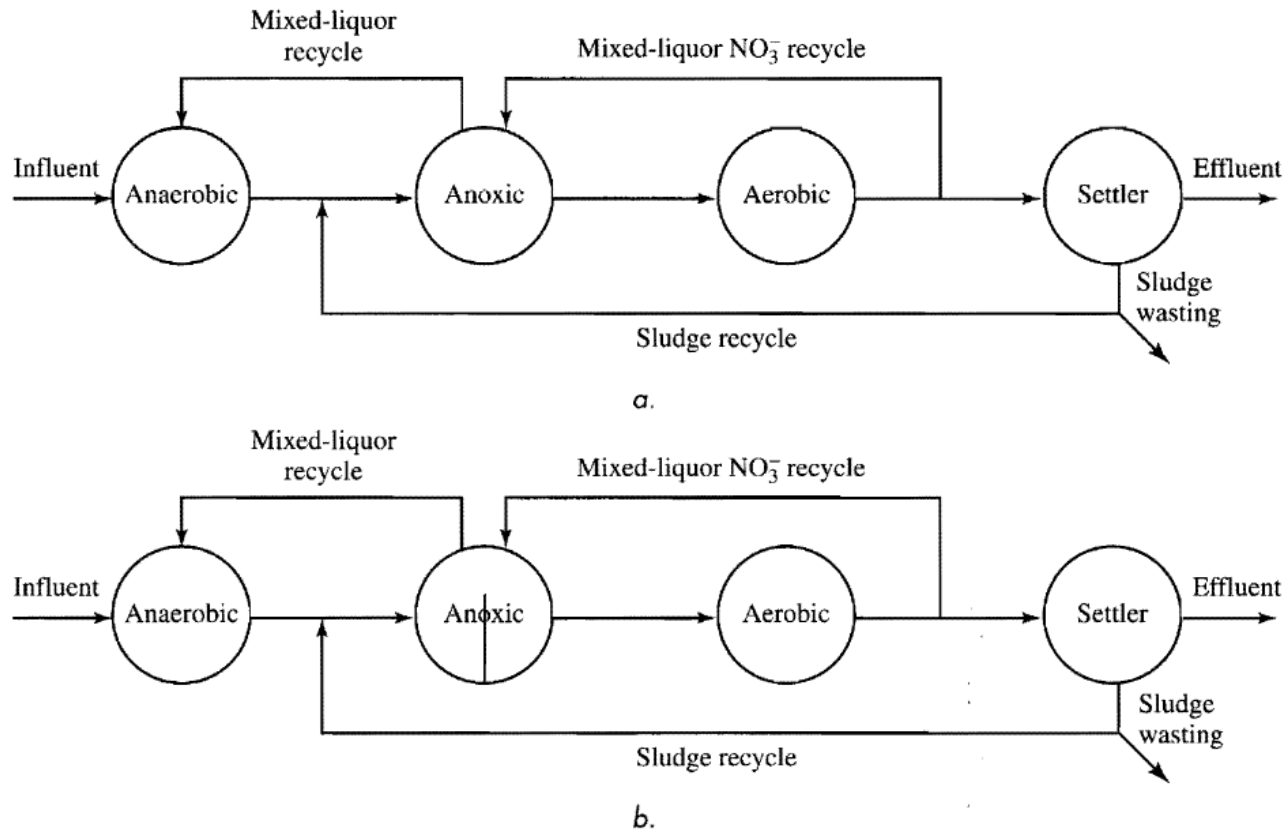 Mixed-liquor
recycle
Mixed-liquor NO₃⁻ recycle
Influent
Anaerobic
Anoxic
Aerobic
Settler
Effluent
Sludge
wasting
Sludge recycle
a.
Mixed-liquor
recycle
Mixed-liquor NO₃⁻ recycle
Influent
Anaerobic
Anoxic
Aerobic
Settler
Effluent
Sludge
wasting
Sludge recycle
b.